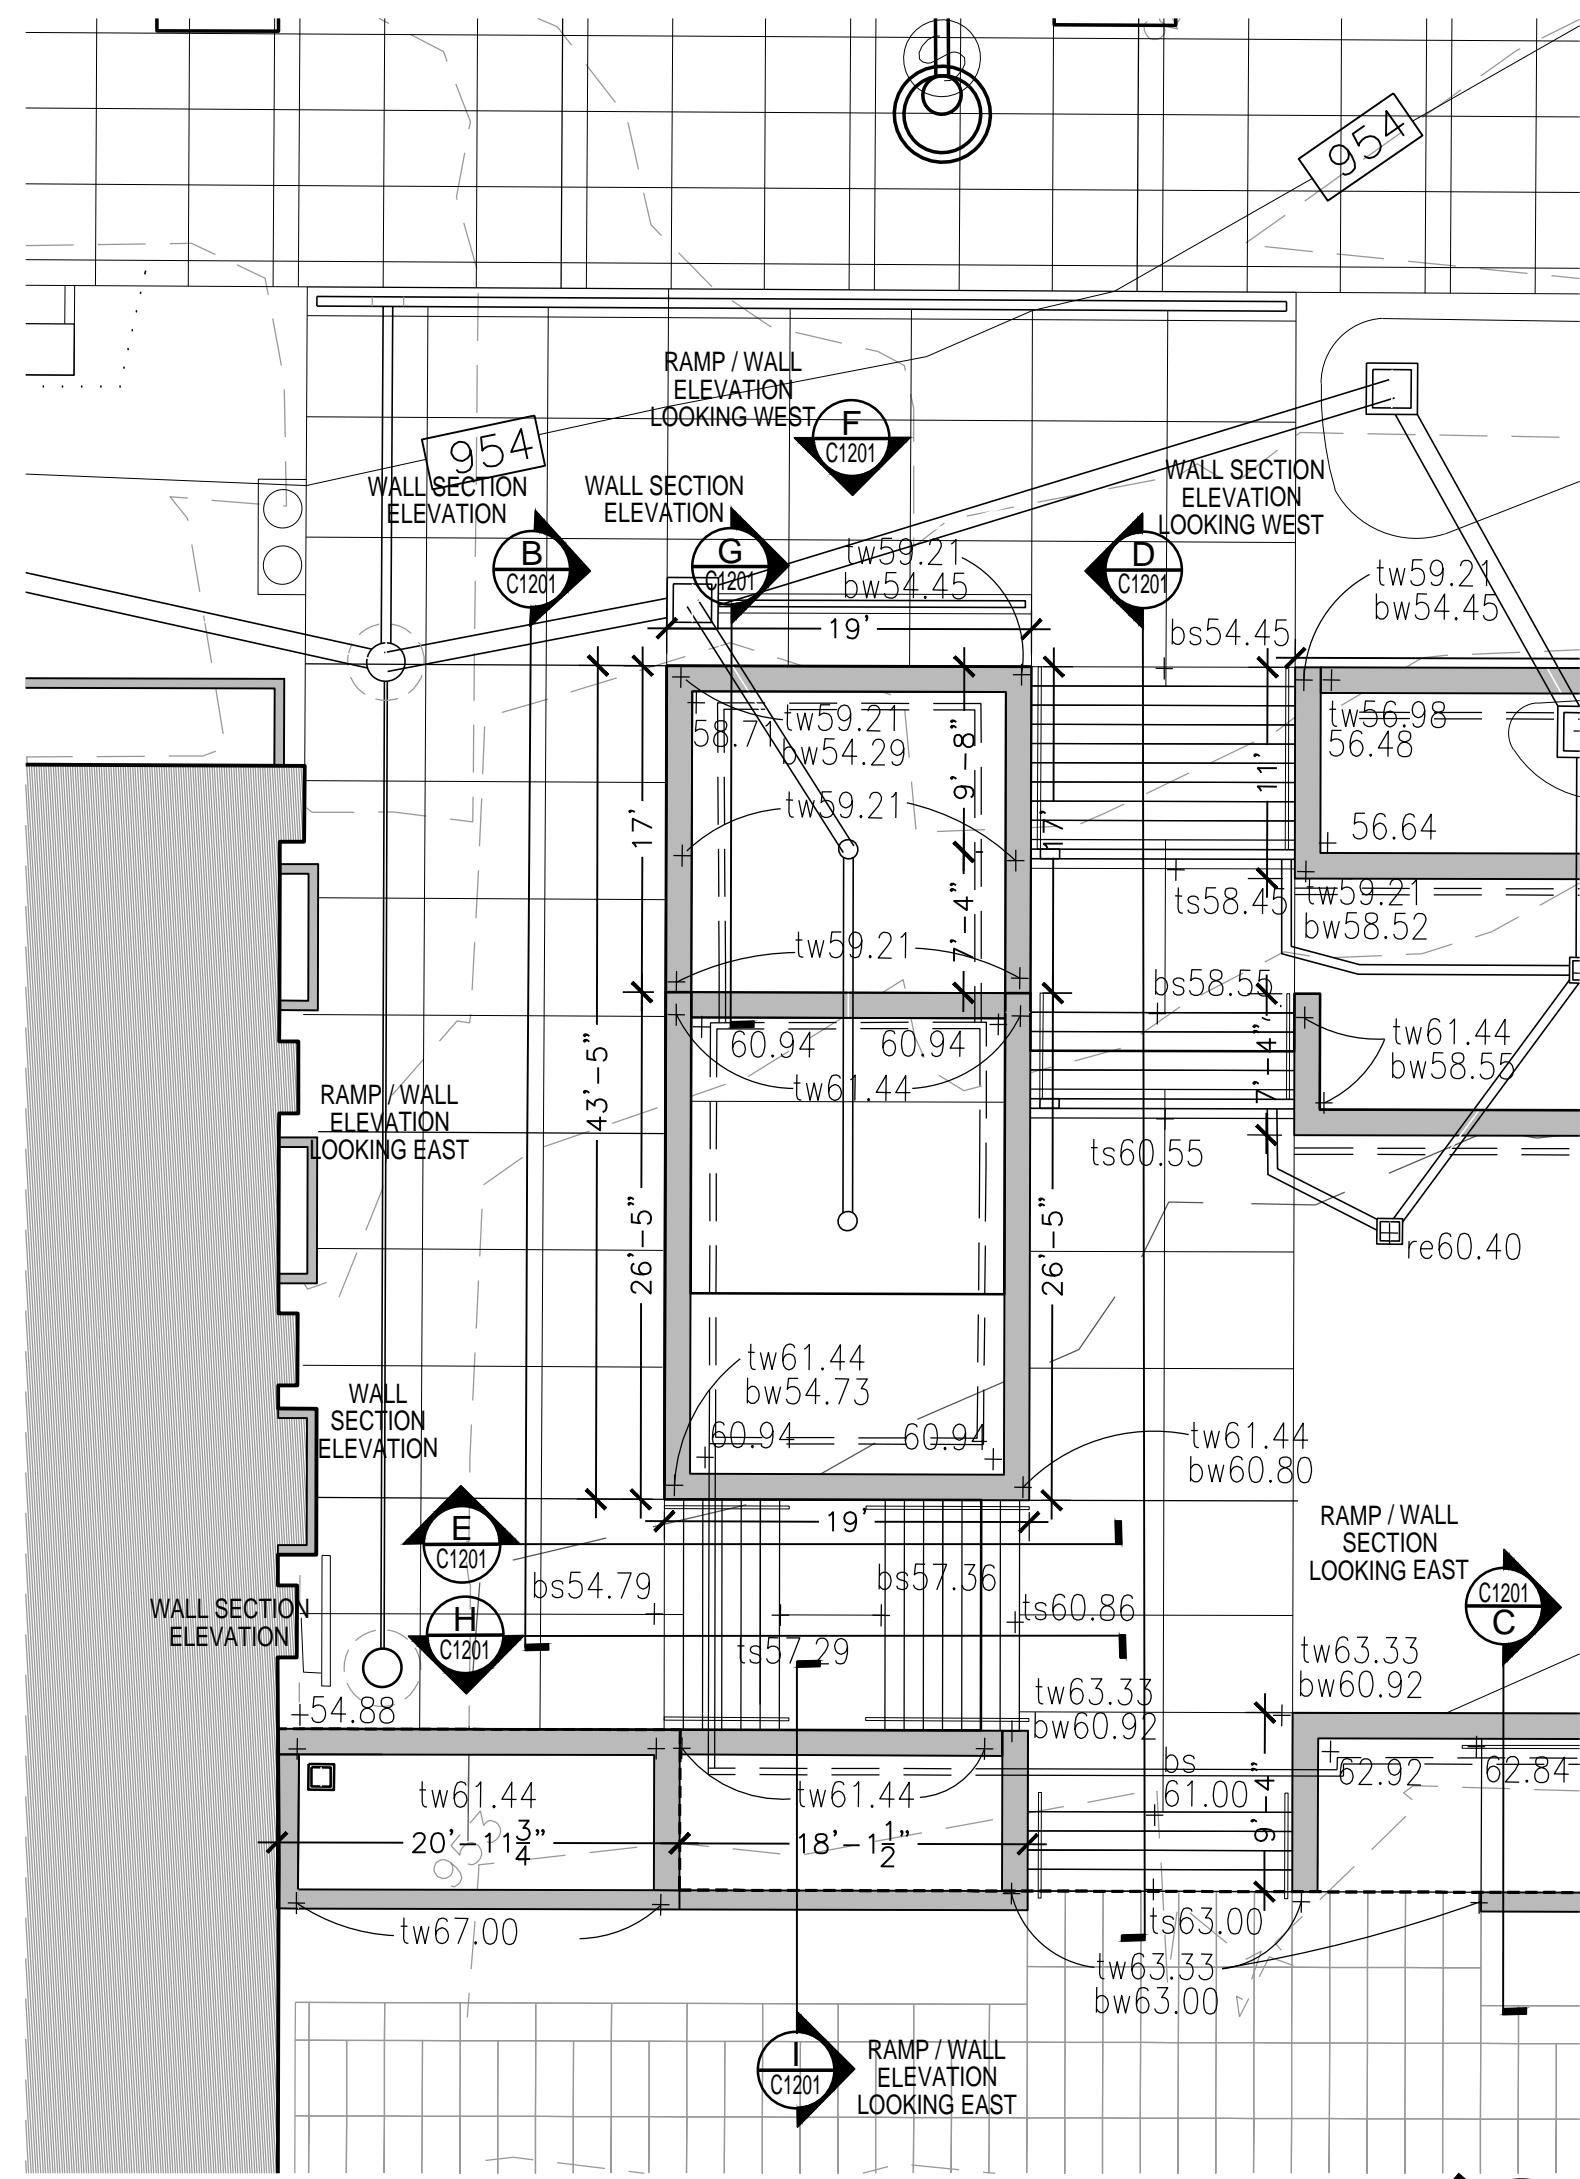 954
RAMP / WALL
ELEVATION
LOOKING WEST
F
C1201
954
WALL SECTION
ELEVATION
WALL SECTION
ELEVATION
WALL SECTION
ELEVATION
LOOKING WEST
B
C1201
G
C1201
D
C1201
tw59.21
bw54.45
tw59.21
bw54.45
19'
bs54.45
58.71
tw59.21
bw54.29
9'-8"
11'
tw56.98
56.48
17'
tw59.21
17'
56.64
ts58.45
tw59.21
bw58.52
7'-4"
tw59.21
bs58.55
60.94
60.94
7'-4"
tw61.44
bw58.55
tw61.44
43'-5"
RAMP / WALL
ELEVATION
LOOKING EAST
ts60.55
26'-5"
26'-5"
re60.40
tw61.44
bw54.73
WALL
SECTION
ELEVATION
60.94
60.94
tw61.44
bw60.80
19'
RAMP / WALL
SECTION
LOOKING EAST
E
C1201
bs54.79
bs57.36
C1201
C
WALL SECTION
ELEVATION
H
C1201
ts60.86
ts57.29
tw63.33
bw60.92
54.88
tw63.33
bw60.92
bs
61.00
62.92
62.84
tw61.44
tw61.44
9'-4"
20'-11 3/4"
18'-1 1/2"
953
tw67.00
ts63.00
tw63.33
bw63.00
I
C1201
RAMP / WALL
ELEVATION
LOOKING EAST